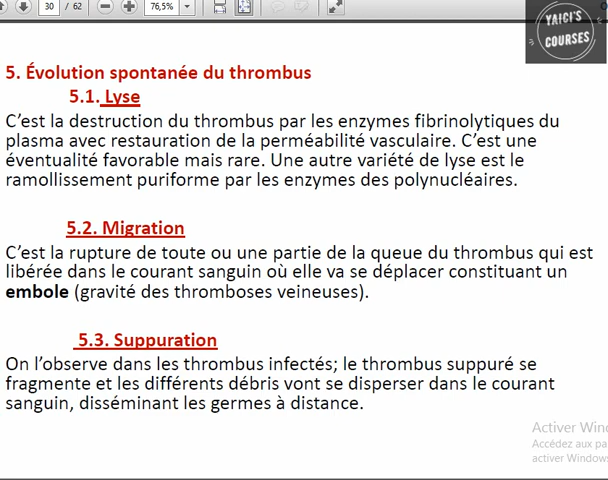 30 / 62
76,5%
YAICI'S
COURSES
5. Évolution spontanée du thrombus
5.1. Lyse
C'est la destruction du thrombus par les enzymes fibrinolytiques du
plasma avec restauration de la perméabilité vasculaire. C'est une
éventualité favorable mais rare. Une autre variété de lyse est le
ramollissement puriforme par les enzymes des polynucléaires.
5.2. Migration
C'est la rupture de toute ou une partie de la queue du thrombus qui est
libérée dans le courant sanguin où elle va se déplacer constituant un
embole (gravité des thromboses veineuses).
5.3. Suppuration
On l'observe dans les thrombus infectés; le thrombus suppuré se
fragmente et les différents débris vont se disperser dans le courant
sanguin, disséminant les germes à distance.
Activer Wind
Accédez aux pa
activer Windows